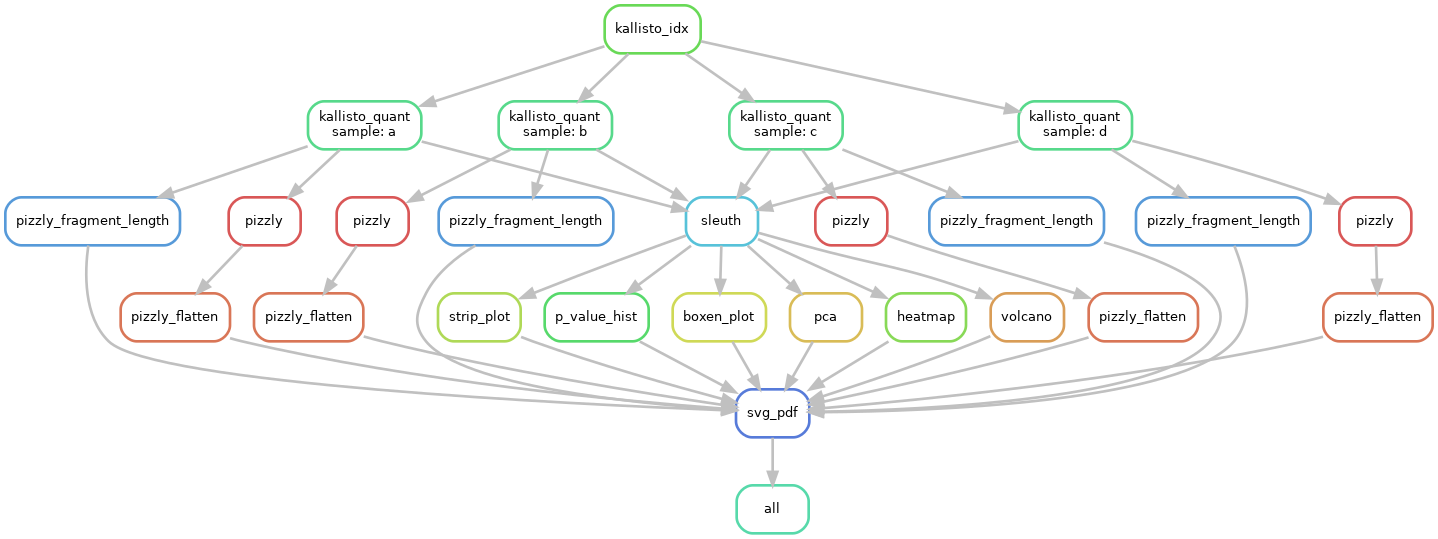 kallisto_idx
kallisto_quant
sample: a
kallisto_quant
sample: b
kallisto_quant
sample: c
kallisto_quant
sample: d
pizzly_fragment_length
pizzly
pizzly
pizzly_fragment_length
sleuth
pizzly
pizzly_fragment_length
pizzly_fragment_length
pizzly
pizzly_flatten
pizzly_flatten
strip_plot
p_value_hist
boxen_plot
pca
heatmap
volcano
pizzly_flatten
pizzly_flatten
svg_pdf
all